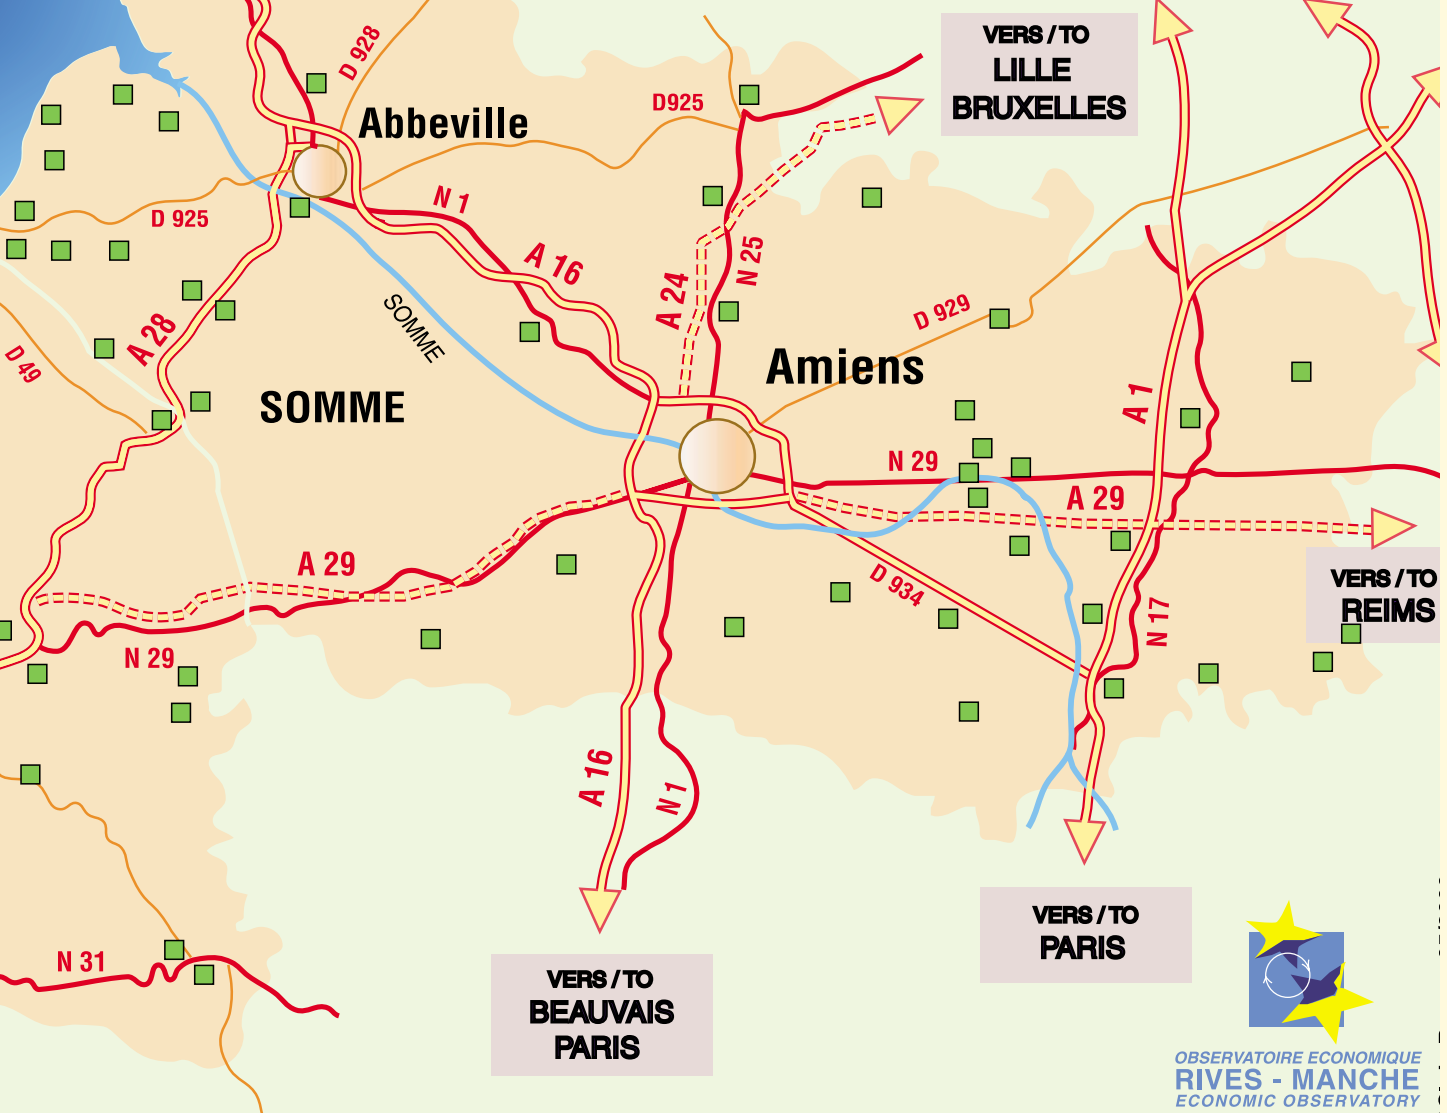 VERS / TO
LILLE
BRUXELLES
D 928
Abbeville
D925
N 1
D 925
A 16
N 25
A 24
SOMME
D 929
A 28
D 49
Amiens
SOMME
A 1
N 29
A 29
A 29
D 934
VERS / TO
REIMS
N 17
N 29
A 16
N 1
VERS / TO
PARIS
N 31
VERS / TO
BEAUVAIS
PARIS
OBSERVATOIRE ECONOMIQUE
RIVES - MANCHE
ECONOMIC OBSERVATORY